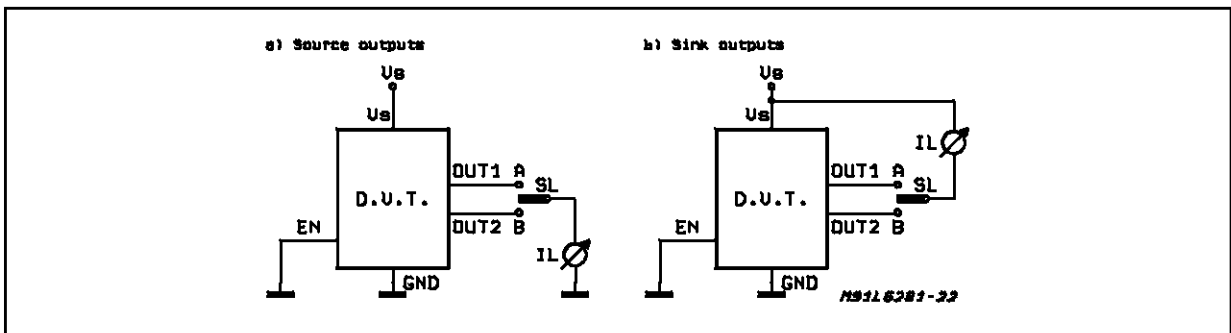 a) Source outputs
Vs
Vs
OUT1 A
SL
D.U.T.
EN
OUT2 B
IL
GND
b) Sink outputs
Vs
Vs
IL
OUT1 A
SL
D.U.T.
EN
OUT2 B
GND
M91L6201-22